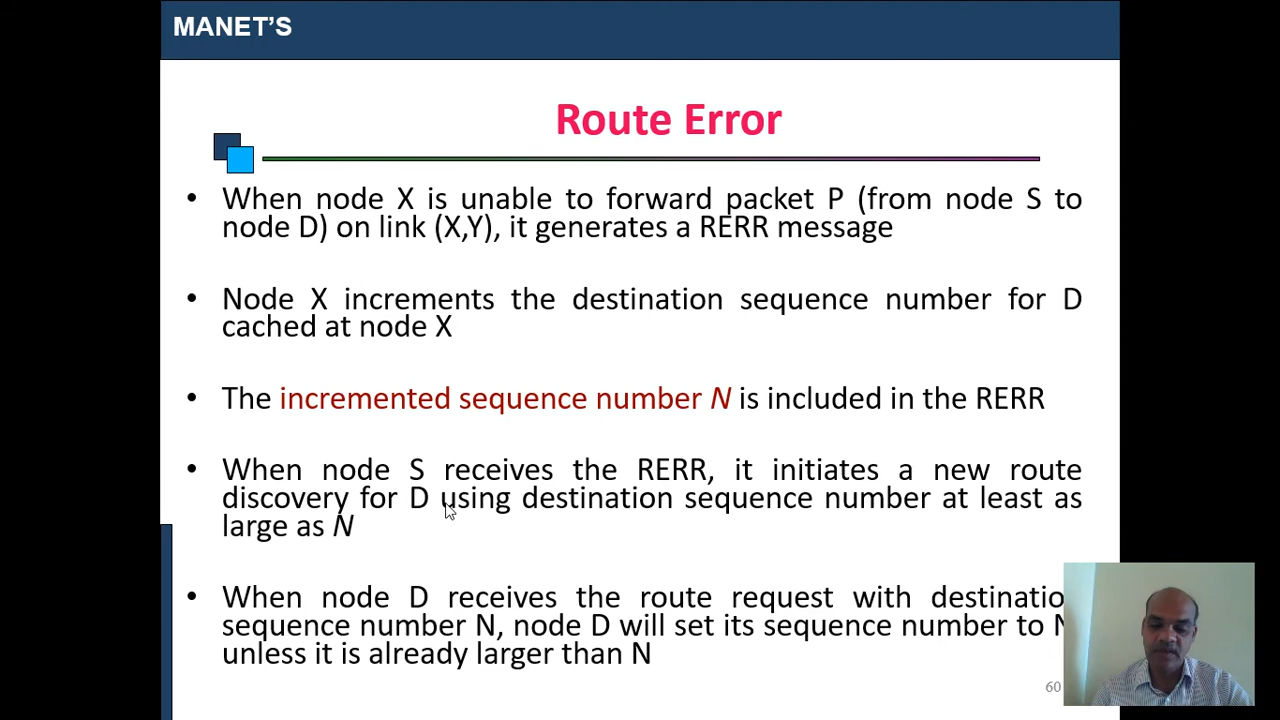 MANET'S
Route Error
• When node X is unable to forward packet P (from node S to
node D) on link (X,Y), it generates a RERR message
• Node X increments the destination sequence number for D
cached at node X
• The incremented sequence number N is included in the RERR
• When node S receives the RERR, it initiates a new route
discovery for D using destination sequence number at least as
large as N
• When node D receives the route request with destinatio
sequence number N, node D will set its sequence number to N
unless it is already larger than N
60